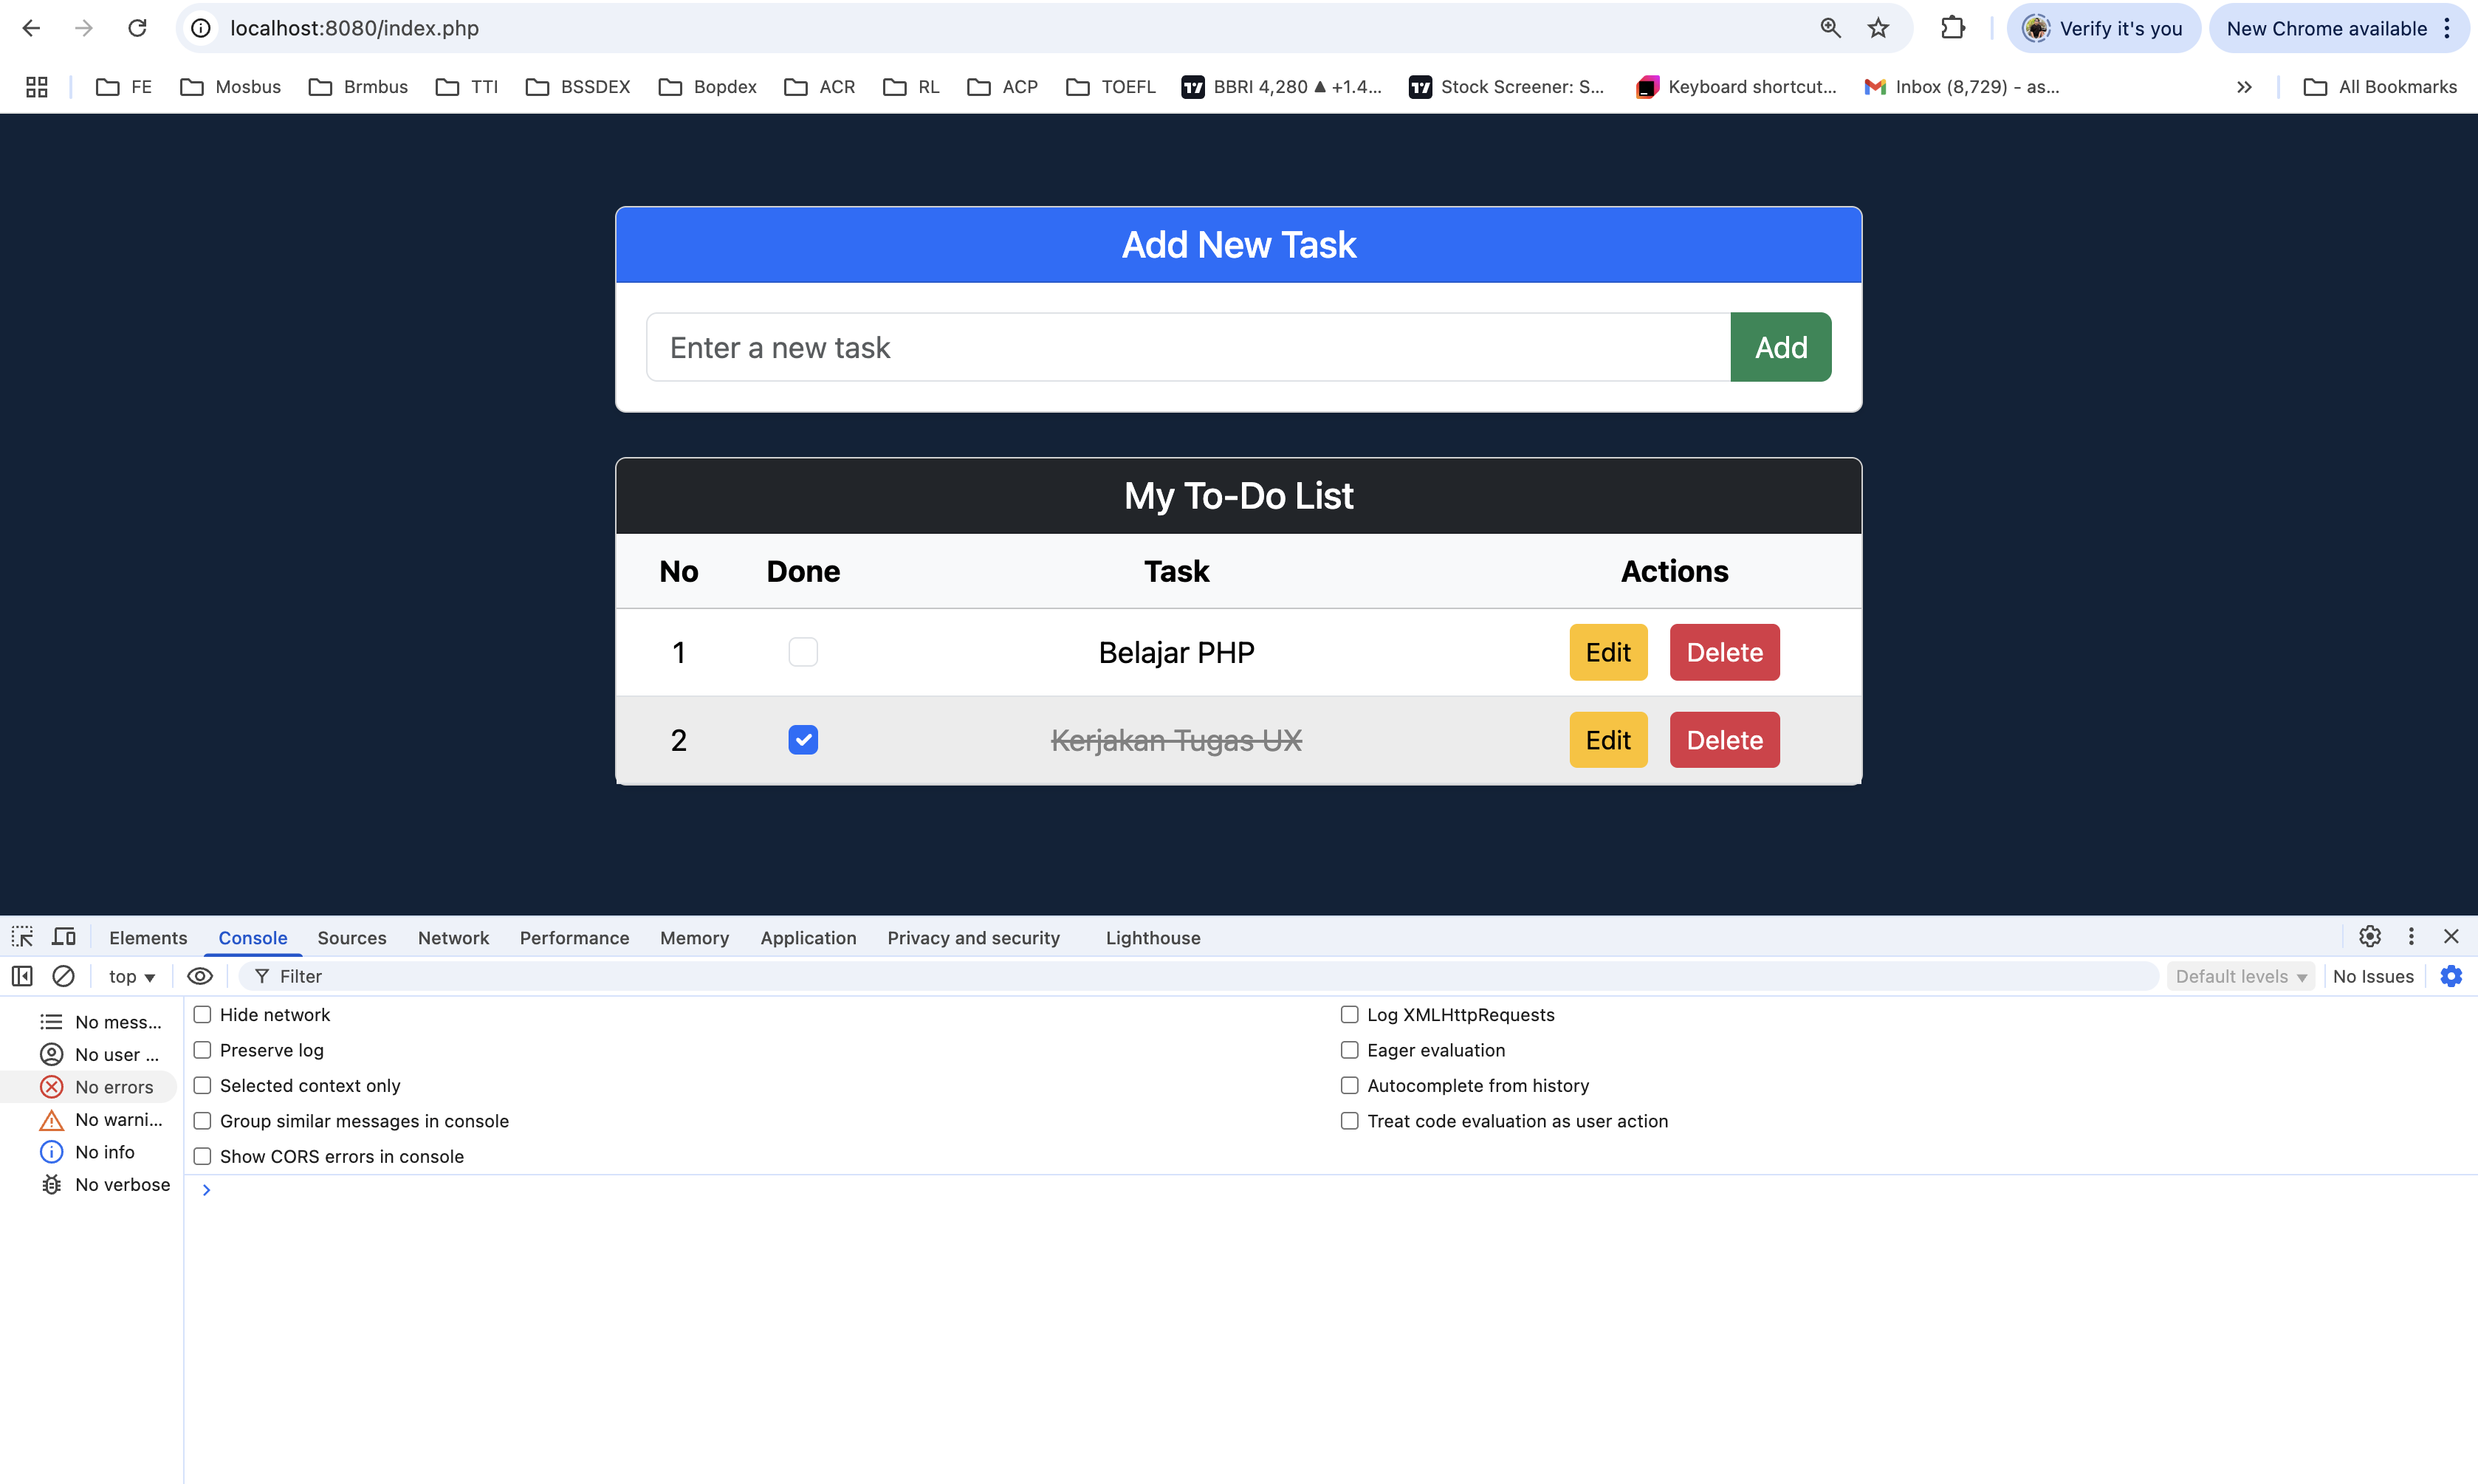 localhost:8080/index.php
Verify it's you
New Chrome available
FE Mosbus Brmbus TTI BSSDEX Bopdex ACR RL ACP TOEFL BBRI 4,280 ▲ +1.4... Stock Screener: S... Keyboard shortcut... Inbox (8,729) - as... All Bookmarks
Add New Task
Enter a new task Add
My To-Do List
No Done Task Actions
1 Belajar PHP Edit Delete
2 Kerjakan Tugas UX Edit Delete
Elements Console Sources Network Performance Memory Application Privacy and security Lighthouse
top Filter Default levels No Issues
No mess...
No user ...
No errors
No warni...
No info
No verbose
Hide network Log XMLHttpRequests
Preserve log Eager evaluation
Selected context only Autocomplete from history
Group similar messages in console Treat code evaluation as user action
Show CORS errors in console